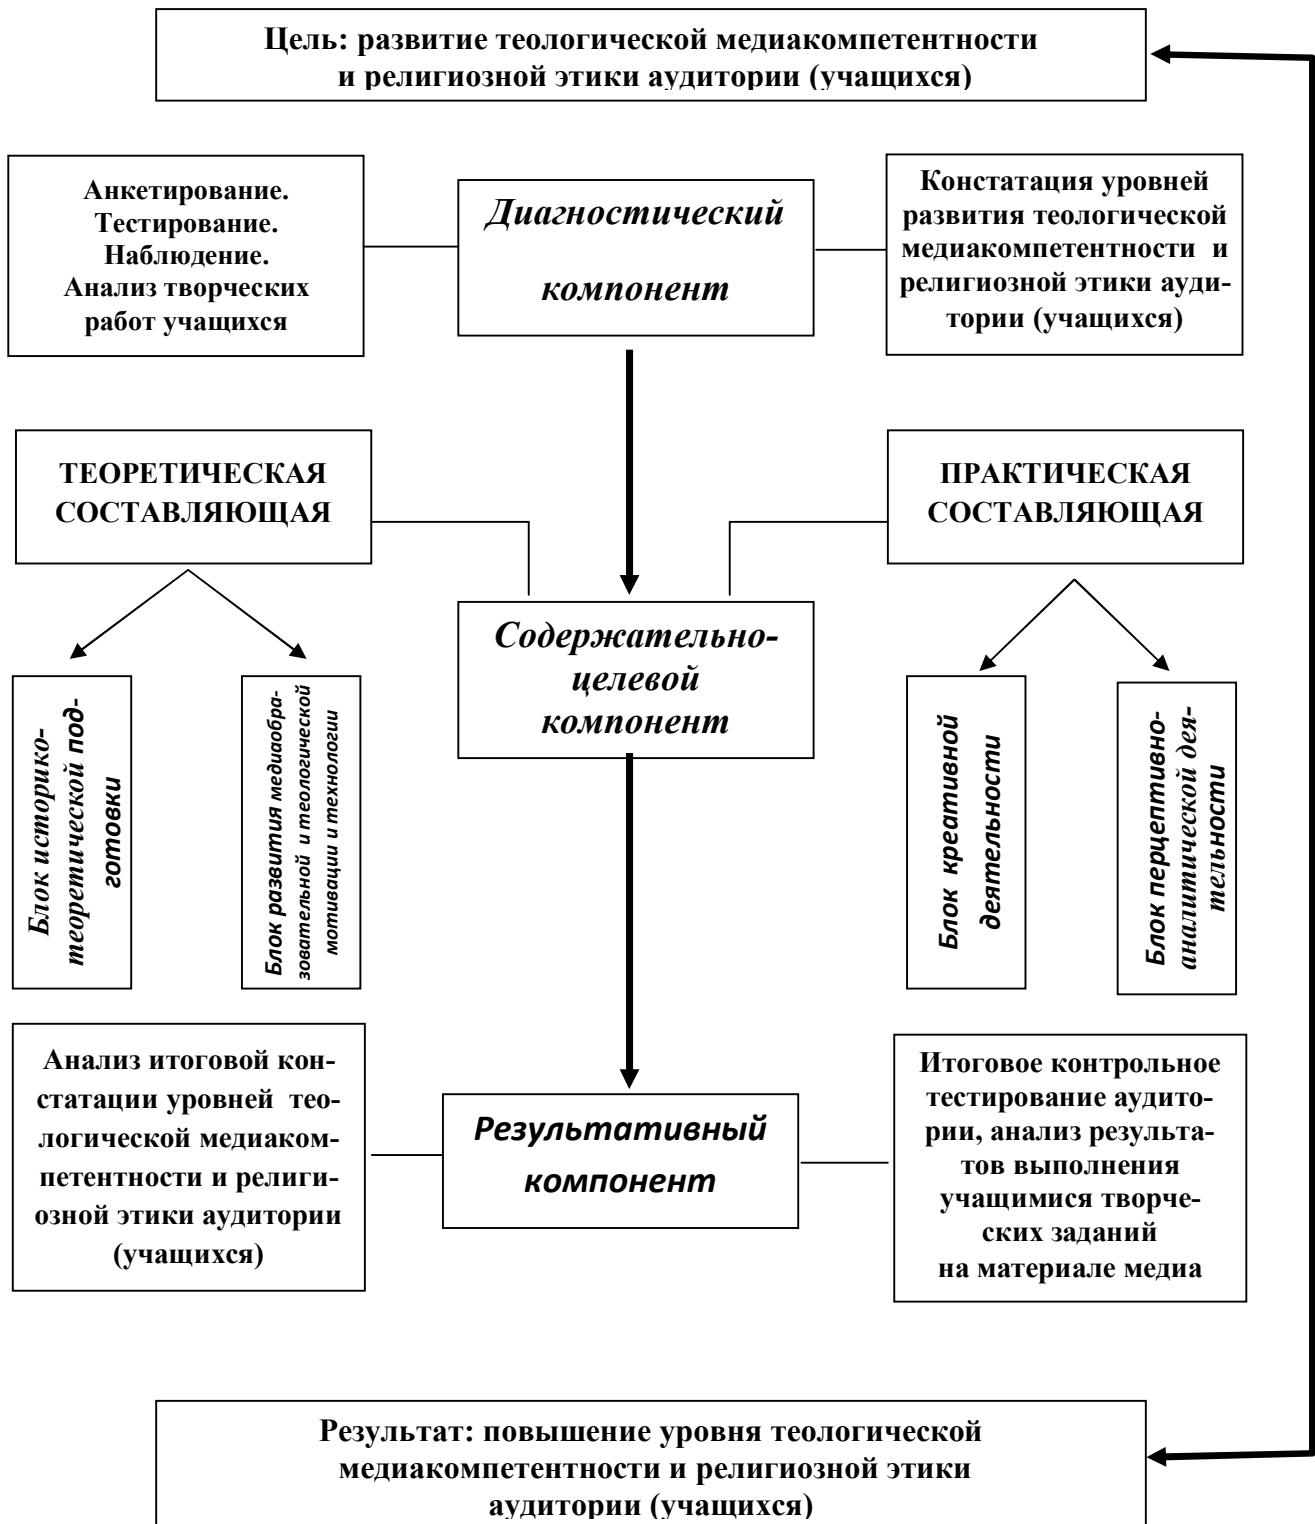 Цель: развитие теологической медиакомпетентности
и религиозной этики аудитории (учащихся)
Анкетирование.
Тестирование.
Наблюдение.
Анализ творческих
работ учащихся
Диагностический
компонент
Констатация уровней
развития теологической
медиакомпетентности и
религиозной этики ауди-
тории (учащихся)
ТЕОРЕТИЧЕСКАЯ
СОСТАВЛЯЮЩАЯ
ПРАКТИЧЕСКАЯ
СОСТАВЛЯЮЩАЯ
Содержательно-
целевой
компонент
Блок историко-
теоретической под-
готовки
Блок развития медиаобра-
зовательной и теологической
мотивации и технологии
Блок креативной
деятельности
Блок перцептивно-
аналитической дея-
тельности
Анализ итоговой кон-
статации уровней тео-
логической медиаком-
петентности и религи-
озной этики аудитории
(учащихся)
Результативный
компонент
Итоговое контрольное
тестирование аудито-
рии, анализ результа-
тов выполнения
учащимися творче-
ских заданий
на материале медиа
Результат: повышение уровня теологической
медиакомпетентности и религиозной этики
аудитории (учащихся)